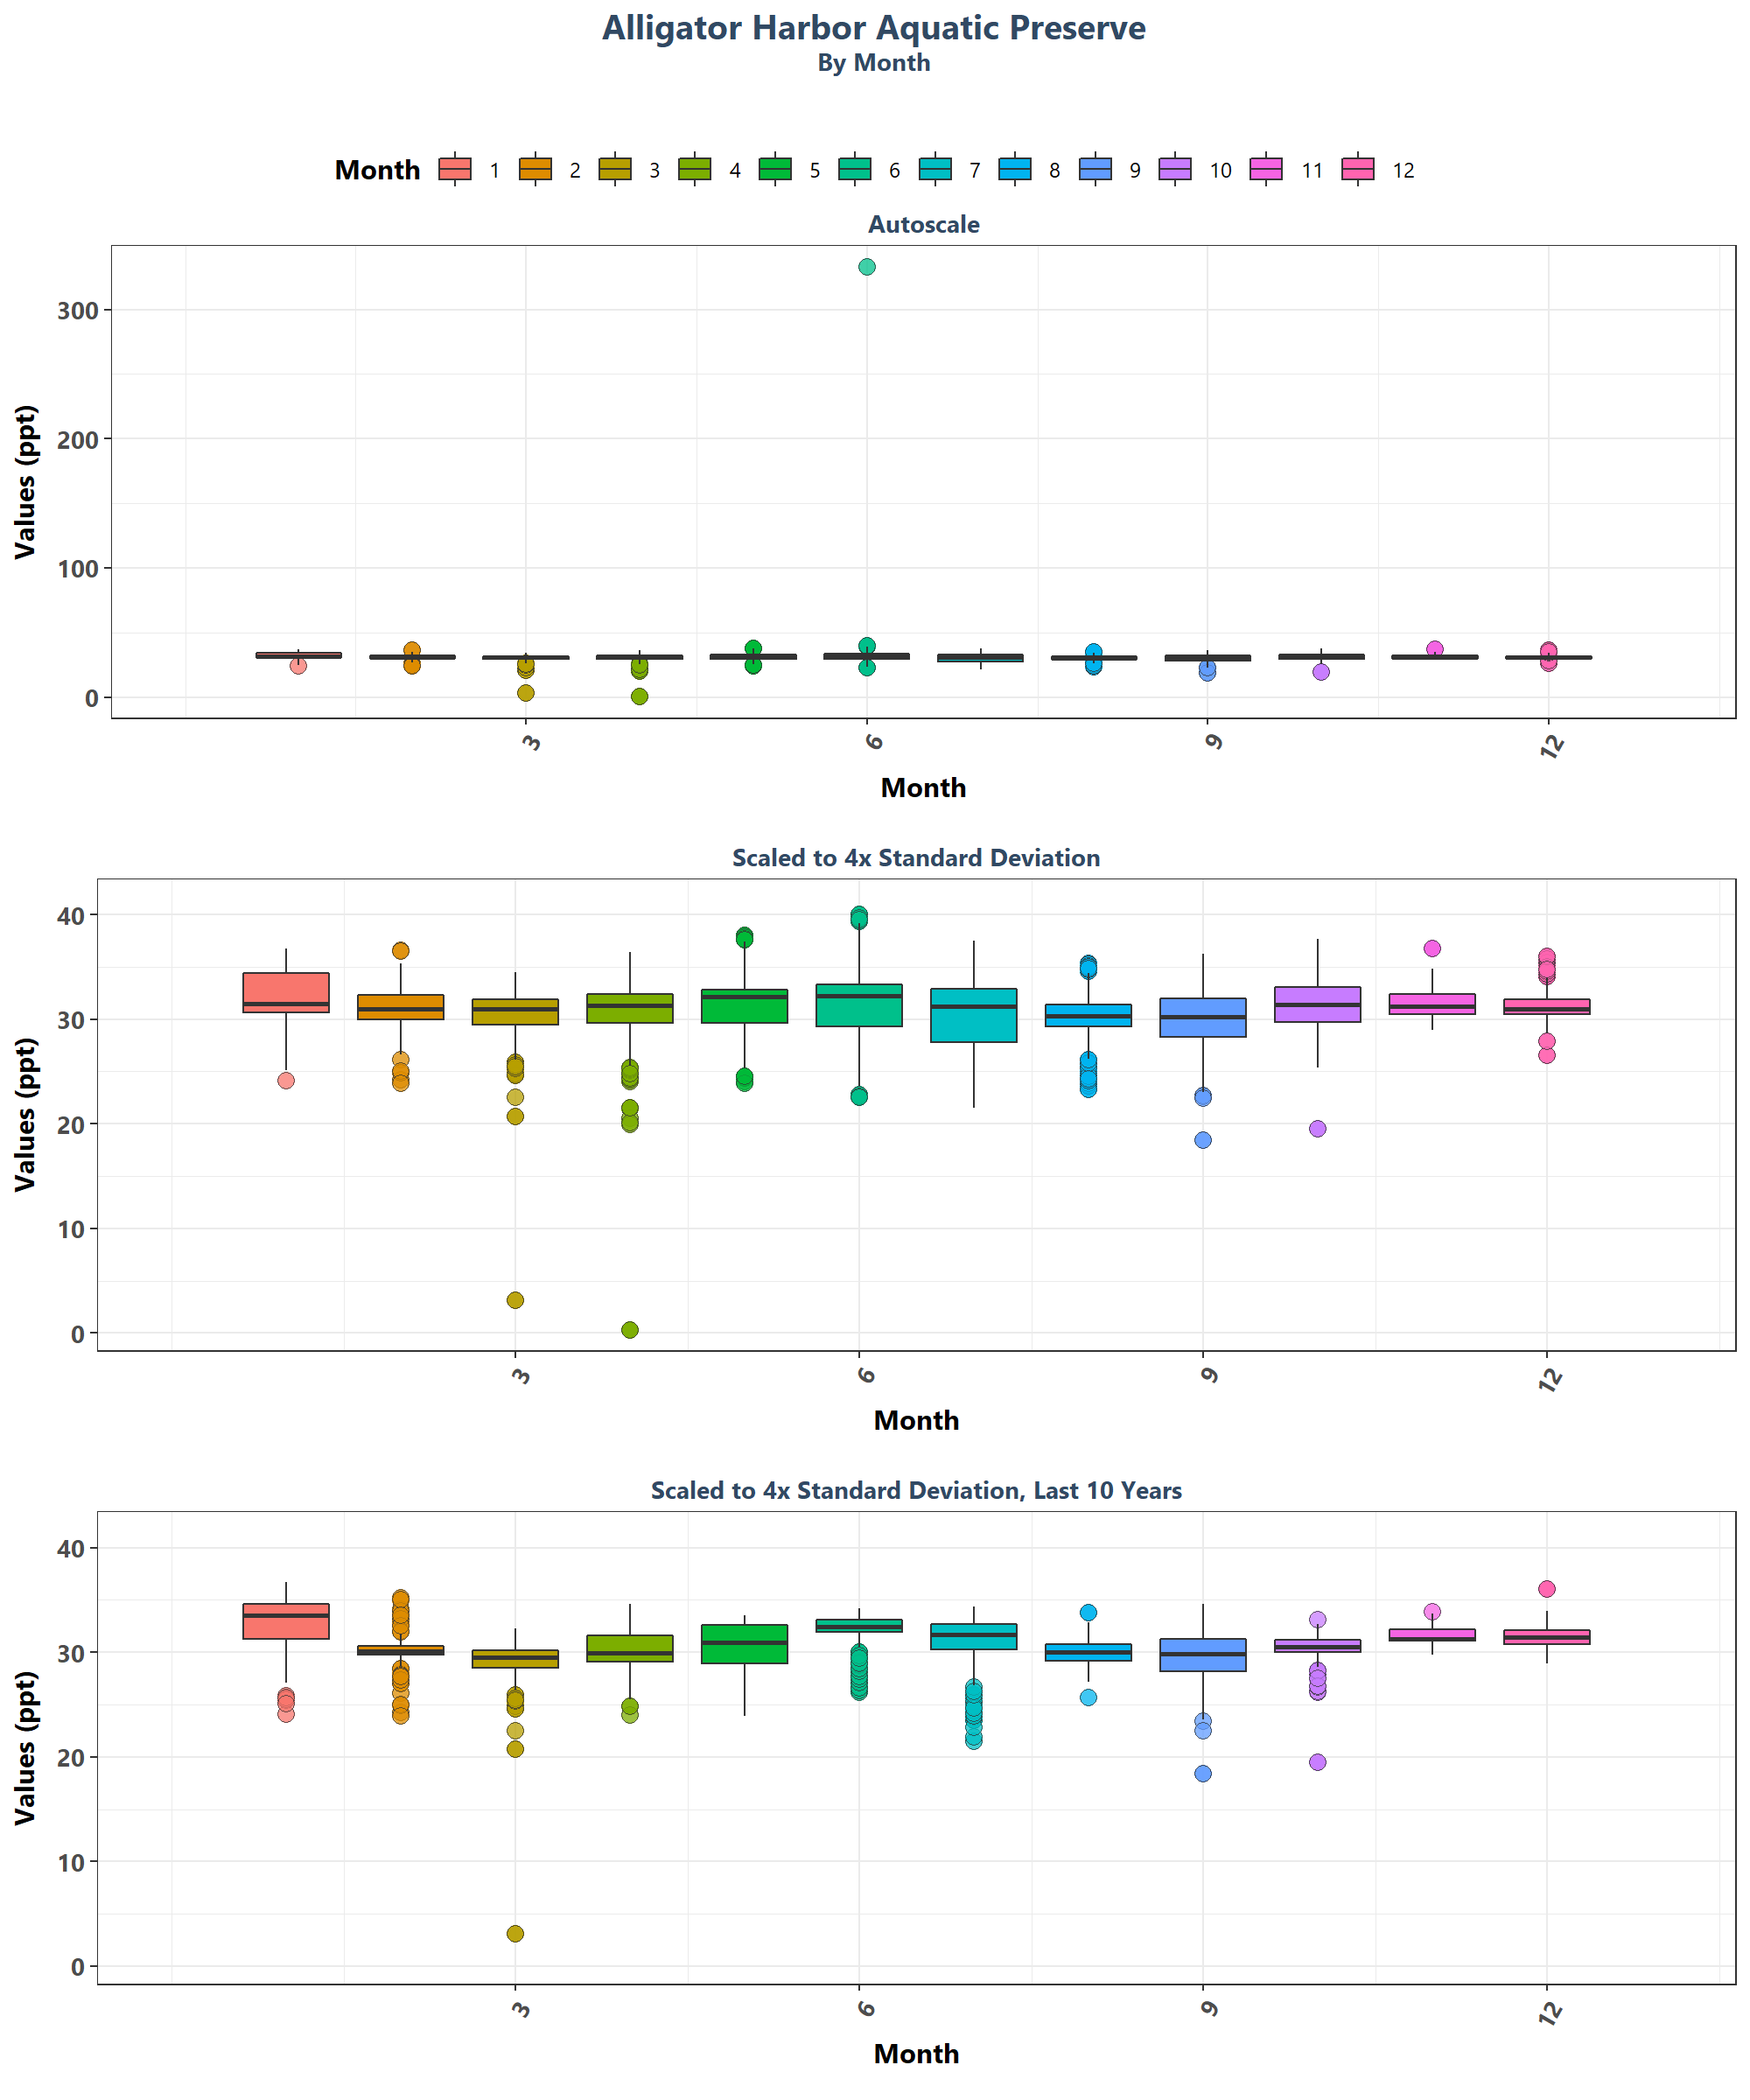 Alligator Harbor Aquatic Preserve
By Month
Month 1 2 3 4 5 6 7 8 9 10 11 12
Autoscale
Values (ppt)
300
200
100
0
3 6 9 12
Month
Scaled to 4x Standard Deviation
Values (ppt)
40
30
20
10
0
3 6 9 12
Month
Scaled to 4x Standard Deviation, Last 10 Years
Values (ppt)
40
30
20
10
0
3 6 9 12
Month